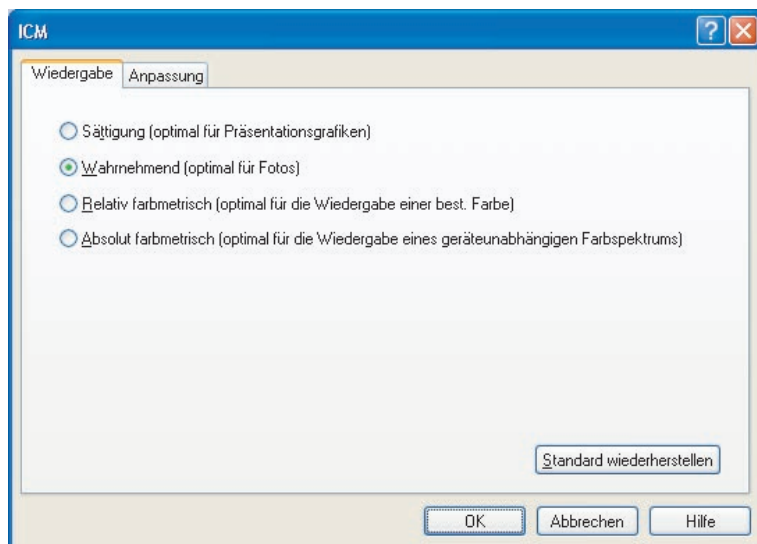 ICM
Wiedergabe
Anpassung
Sättigung (optimal für Präsentationsgrafiken)
Wahrnehmend (optimal für Fotos)
Relativ farbmetrisch (optimal für die Wiedergabe einer best. Farbe)
Absolut farbmetrisch (optimal für die Wiedergabe eines geräteunabhängigen Farbspektrums)
Standard wiederherstellen
OK
Abbrechen
Hilfe